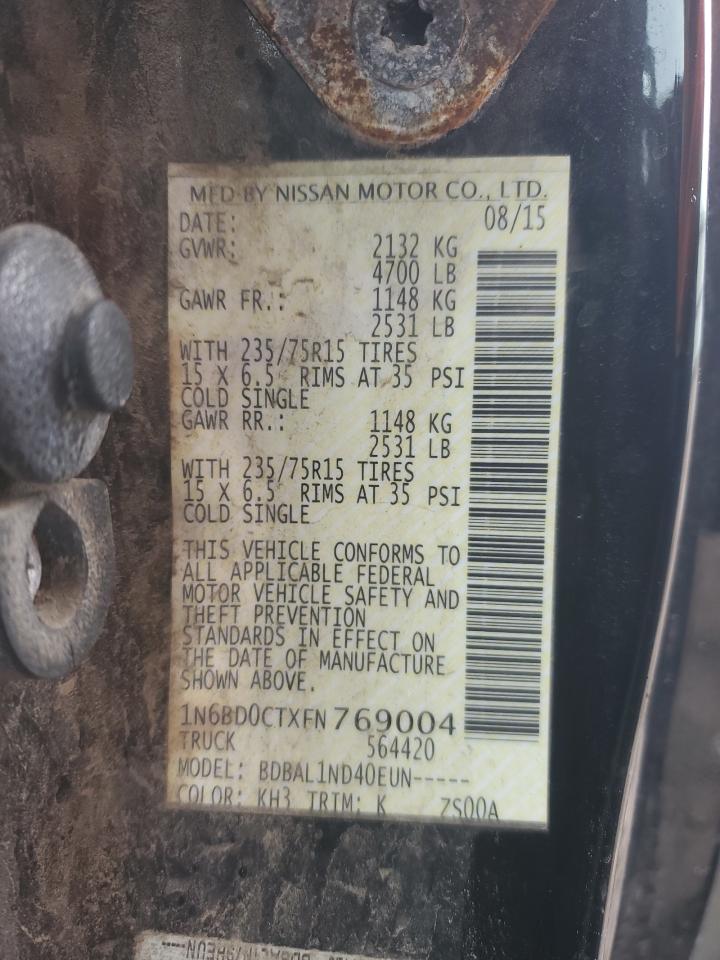 MFD BY NISSAN MOTOR CO., LTD.
DATE: 08/15
GVWR: 2132 KG
4700 LB
GAWR FR.: 1148 KG
2531 LB
WITH 235/75R15 TIRES
15 X 6.5" RIMS AT 35 PSI
COLD SINGLE
GAWR RR.: 1148 KG
2531 LB
WITH 235/75R15 TIRES
15 X 6.5" RIMS AT 35 PSI
COLD SINGLE
THIS VEHICLE CONFORMS TO
ALL APPLICABLE FEDERAL
MOTOR VEHICLE SAFETY AND
THEFT PREVENTION
STANDARDS IN EFFECT ON
THE DATE OF MANUFACTURE
SHOWN ABOVE.
1N6BD0CTXFN769004
TRUCK 564420
MODEL: BDBAL1ND40EUN-----
COLOR: KH3 TRIM: K ZS00A